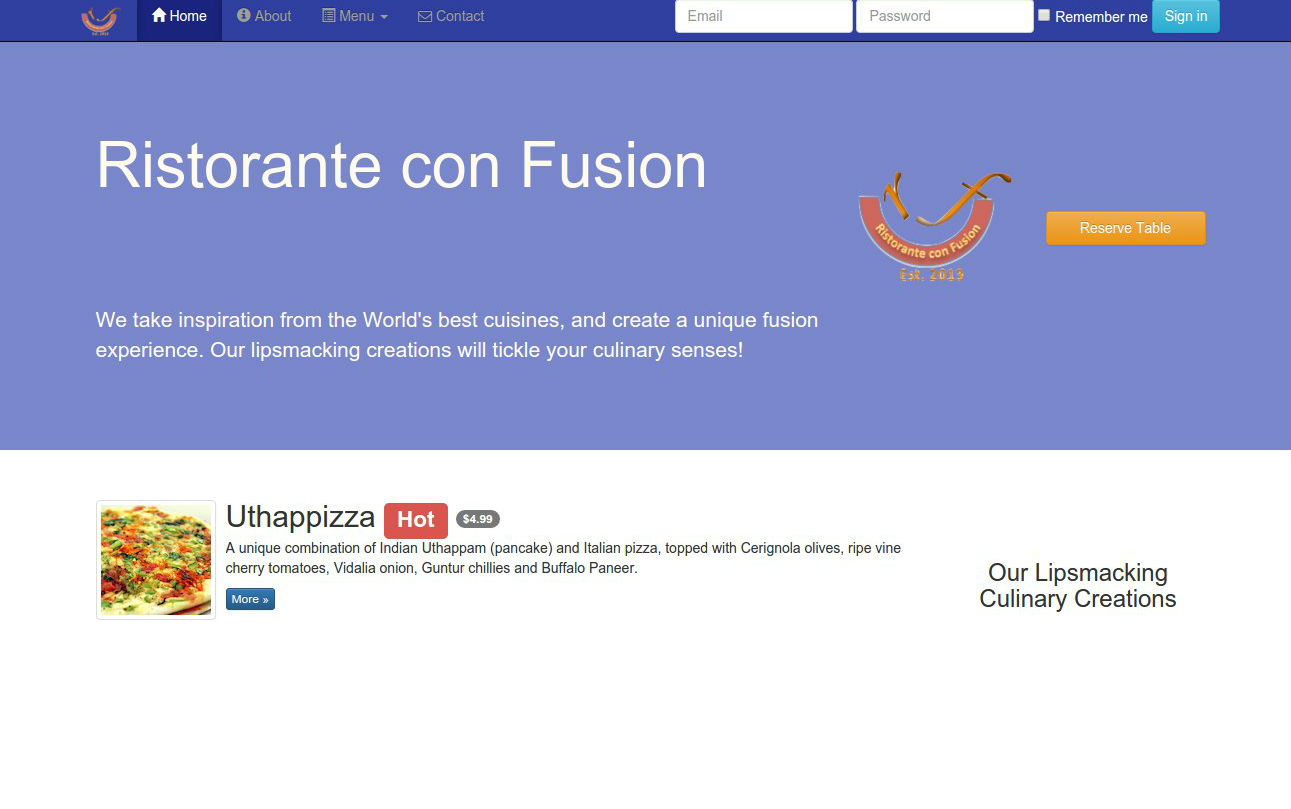 Home
About
Menu
Contact
Email
Password
Remember me
Sign in
Ristorante con Fusion
Ristorante con Fusion
Est. 2013
Reserve Table
We take inspiration from the World's best cuisines, and create a unique fusion
experience. Our lipsmacking creations will tickle your culinary senses!
Uthappizza
Hot
$4.99
A unique combination of Indian Uthappam (pancake) and Italian pizza, topped with Cerignola olives, ripe vine
cherry tomatoes, Vidalia onion, Guntur chillies and Buffalo Paneer.
More »
Our Lipsmacking
Culinary Creations